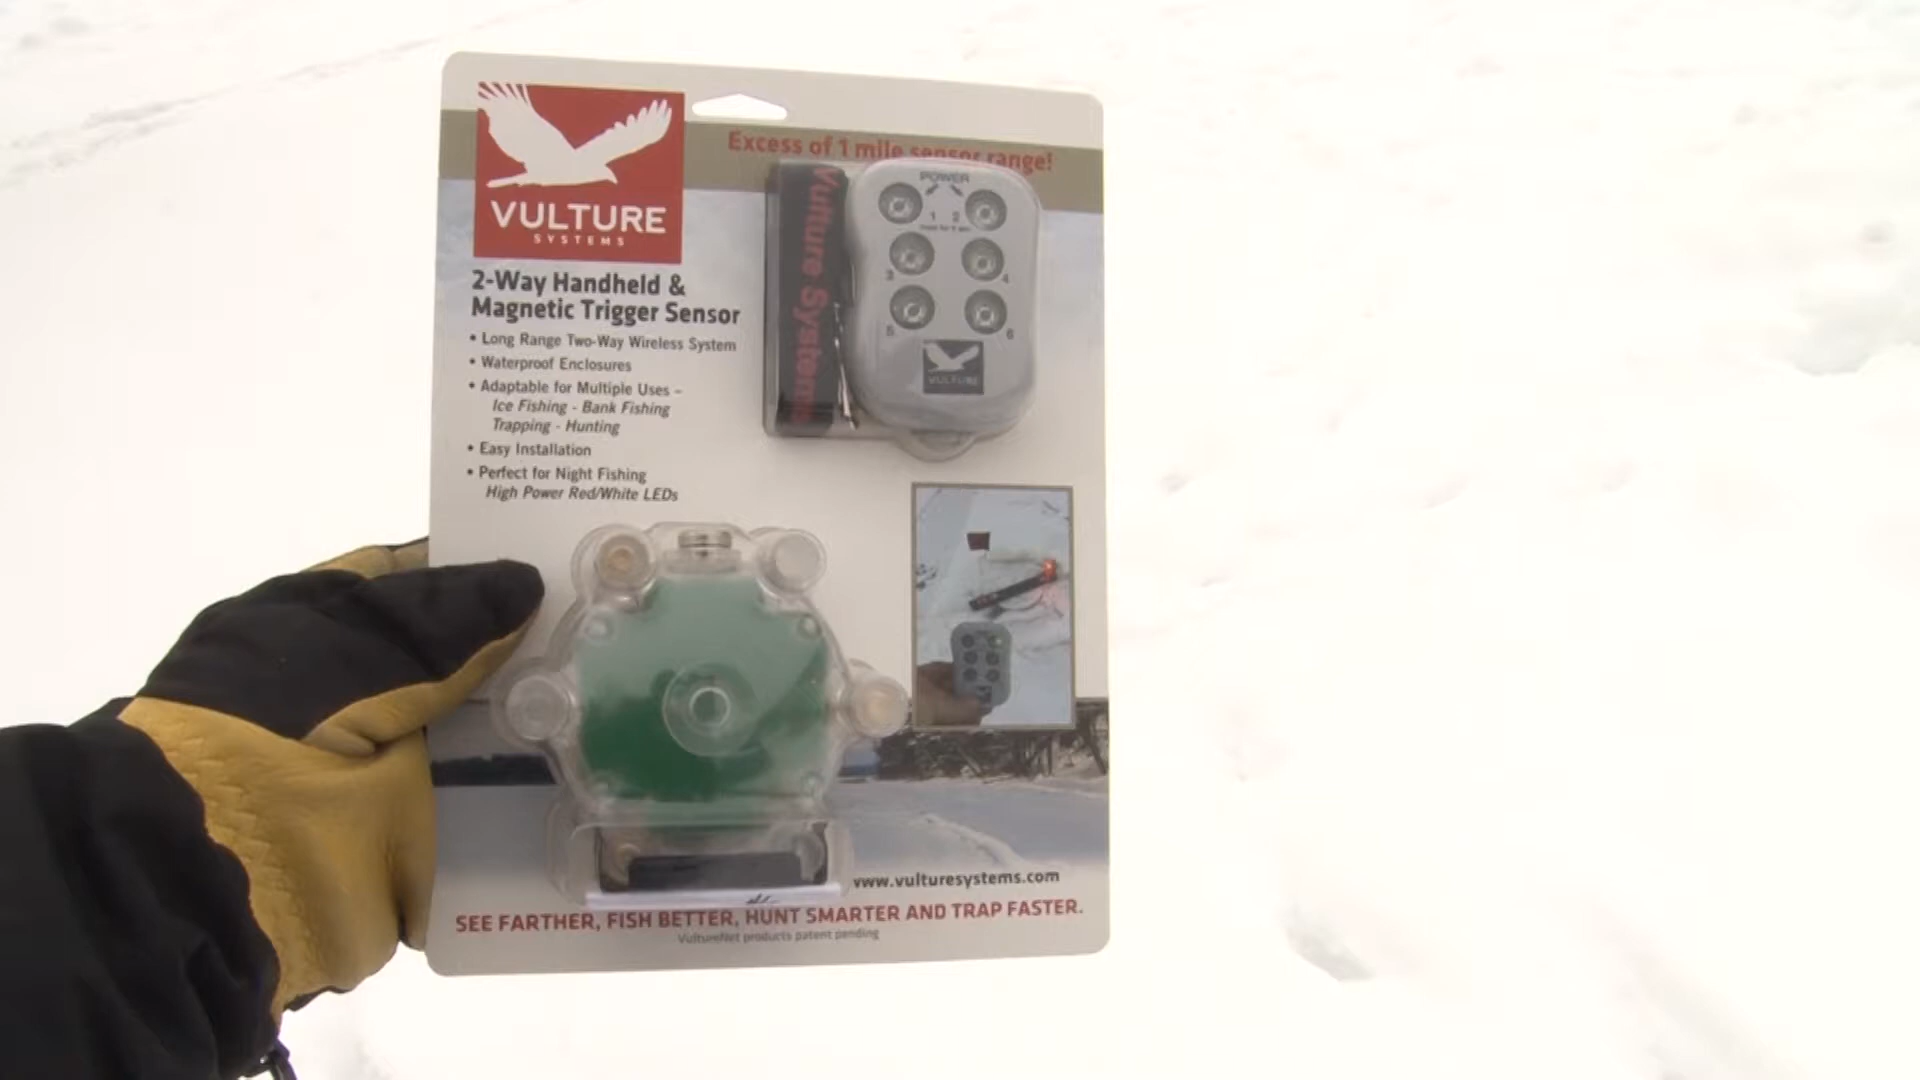 VULTURE
SYSTEMS
Excess of 1 mile sensor range!
Vulture Systems
POWER
1 2
3 4
5 6
VULTURE
2-Way Handheld &
Magnetic Trigger Sensor
• Long Range Two-Way Wireless System
• Waterproof Enclosures
• Adaptable for Multiple Uses –
Ice Fishing - Bank Fishing
Trapping - Hunting
• Easy Installation
• Perfect for Night Fishing
High Power Red/White LEDs
www.vulturesystems.com
SEE FARTHER, FISH BETTER, HUNT SMARTER AND TRAP FASTER.
VultureNet products patent pending